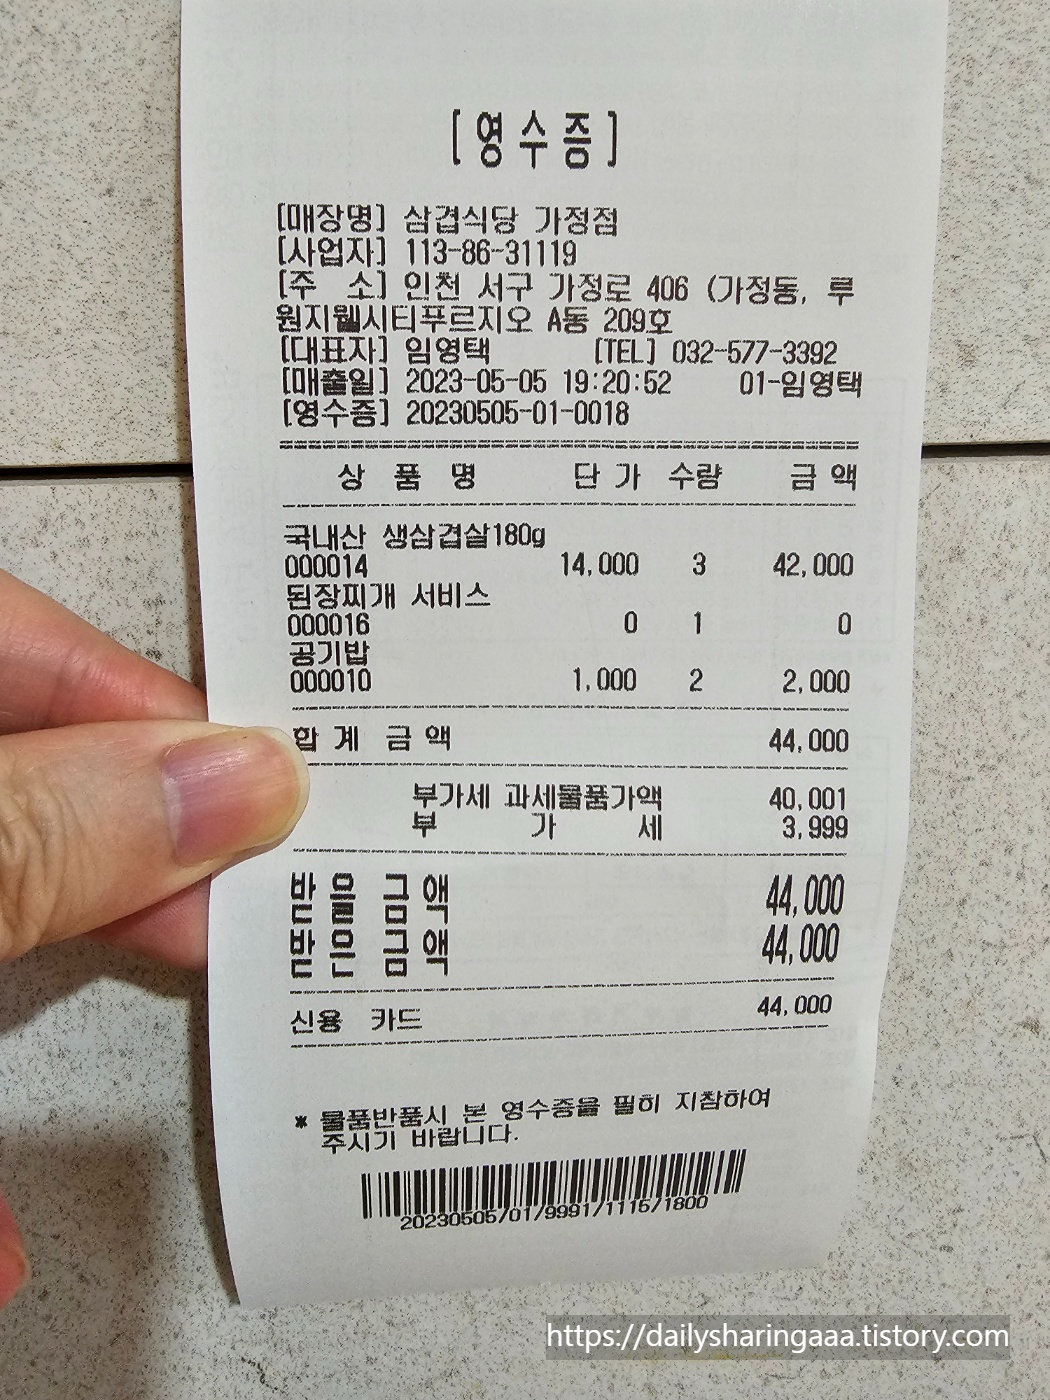 [영수증]
[매장명] 삼겹식당 가정점
[사업자] 113-86-31119
[주 소] 인천 서구 가정로 406 (가정동, 루
원지웰시티푸르지오 A동 209호
[대표자] 임영택 [TEL] 032-577-3392
[매출일] 2023-05-05 19:20:52 01-임영택
[영수증] 20230505-01-0018
상 품 명 단 가 수량 금 액
국내산 생삼겹살180g
000014 14,000 3 42,000
된장찌개 서비스
000016 0 1 0
공기밥
000010 1,000 2 2,000
합 계 금 액 44,000
부가세 과세물품가액 40,001
부 가 세 3,999
받 을 금 액 44,000
받 은 금 액 44,000
신용 카드 44,000
* 물품반품시 본 영수증을 필히 지참하여
주시기 바랍니다.
20230505/01/9991/1115/1800
https://dailysharingaaa.tistory.com